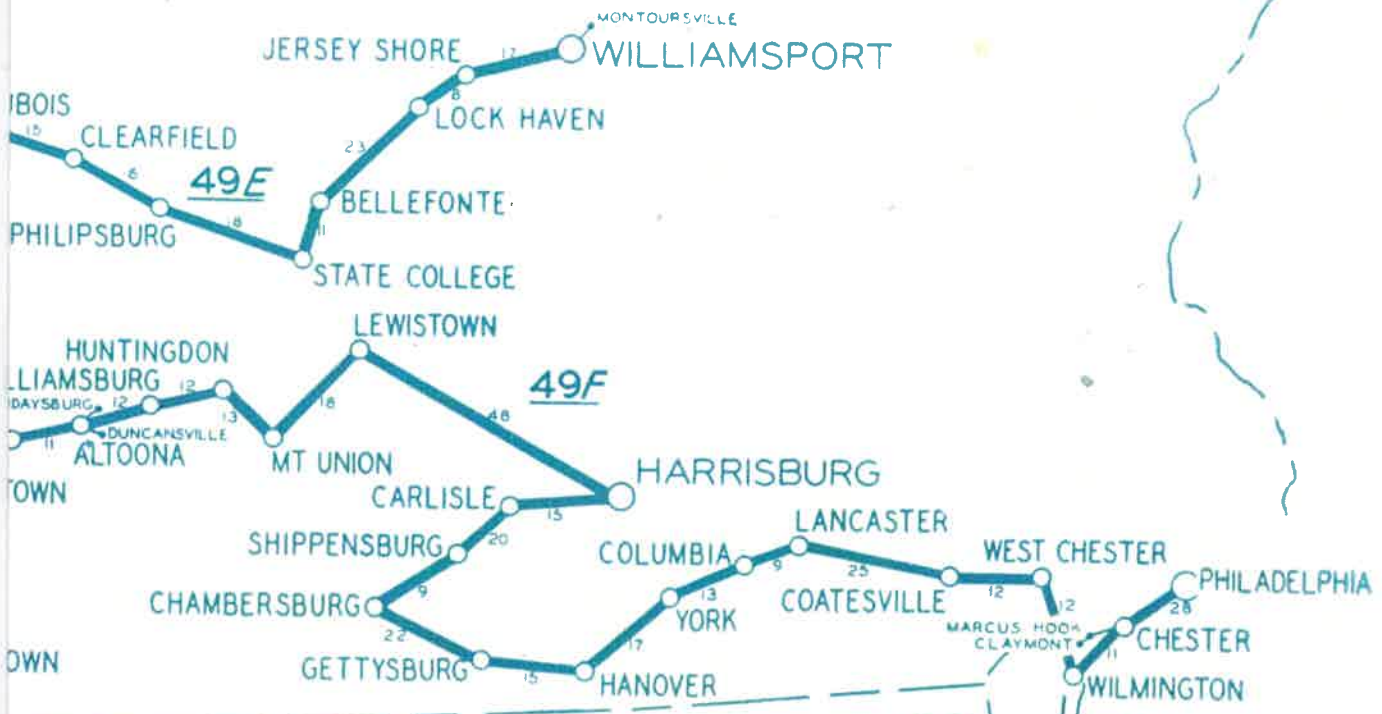 MONTOURSVILLE
JERSEY SHORE
17
WILLIAMSPORT
8
LOCK HAVEN
IBOIS
15
CLEARFIELD
23
6
49E
BELLEFONTE
PHILIPSBURG
18
11
STATE COLLEGE
LEWISTOWN
HUNTINGDON
LLIAMSBURG
12
49F
DAYSBURG
12
13
18
48
DUNCANSVILLE
11
ALTOONA
MT UNION
HARRISBURG
TOWN
CARLISLE
15
LANCASTER
SHIPPENSBURG
20
COLUMBIA
9
25
WEST CHESTER
PHILADELPHIA
CHAMBERSBURG
9
13
COATESVILLE
12
12
28
22
YORK
MARCUS HOOK
CHESTER
17
CLAYMONT
11
OWN
GETTYSBURG
15
HANOVER
WILMINGTON